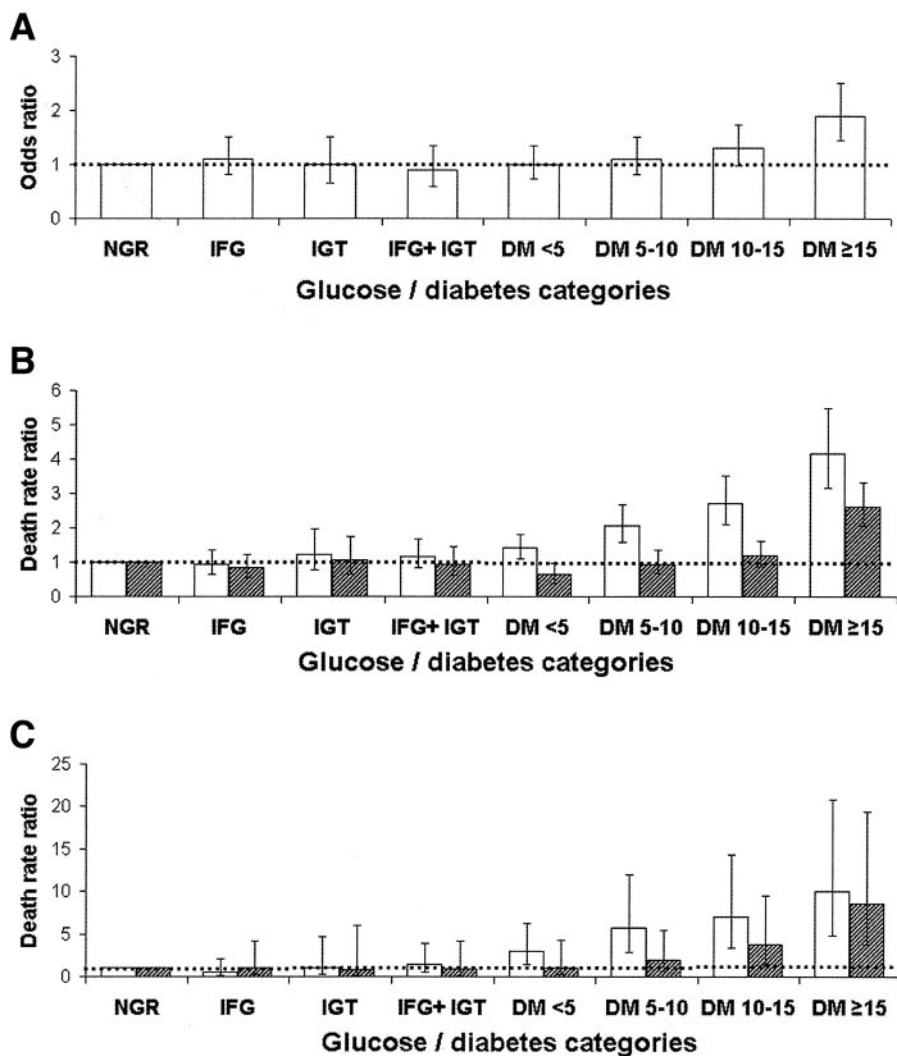 A
Odds ratio
3
2
1
0
NGR IFG IGT IFG+ IGT DM <5 DM 5-10 DM 10-15 DM ≥15
Glucose / diabetes categories
B
Death rate ratio
6
5
4
3
2
1
0
NGR IFG IGT IFG+ IGT DM <5 DM 5-10 DM 10-15 DM ≥15
Glucose / diabetes categories
C
Death rate ratio
25
20
15
10
5
0
NGR IFG IGT IFG+ IGT DM <5 DM 5-10 DM 10-15 DM ≥15
Glucose / diabetes categories